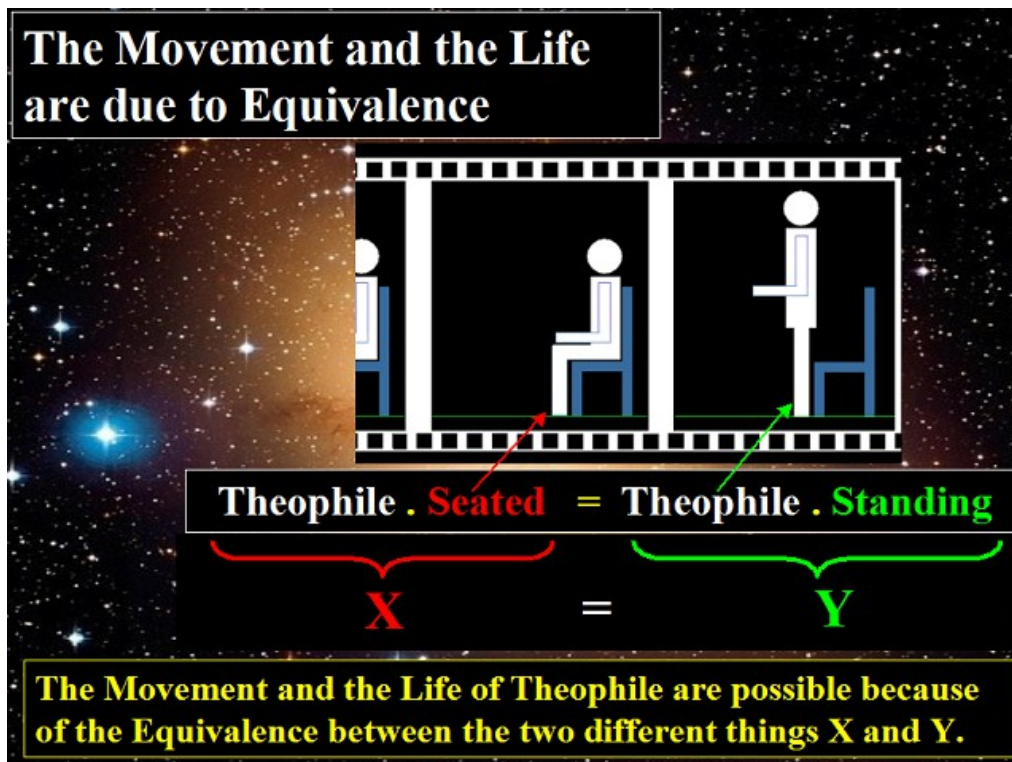 The Movement and the Life
are due to Equivalence
Theophile . Seated = Theophile . Standing
X = Y
The Movement and the Life of Theophile are possible because
of the Equivalence between the two different things X and Y.